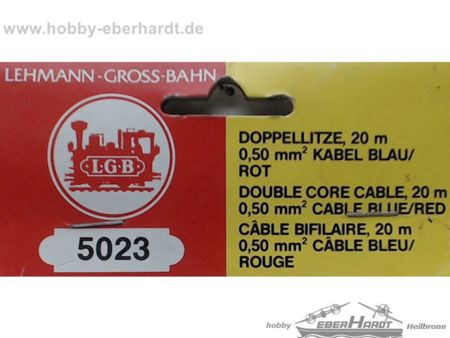 www.hobby-eberhardt.de
LEHMANN-GROSS-BAHN
L·G·B
5023
DOPPELLITZE, 20 m
0,50 mm² KABEL BLAU/
ROT
DOUBLE CORE CABLE, 20 m
0,50 mm² CABLE BLUE/RED
CÂBLE BIFILAIRE, 20 m
0,50 mm² CÂBLE BLEU/
ROUGE
hobby EBERHARDT Heilbronn